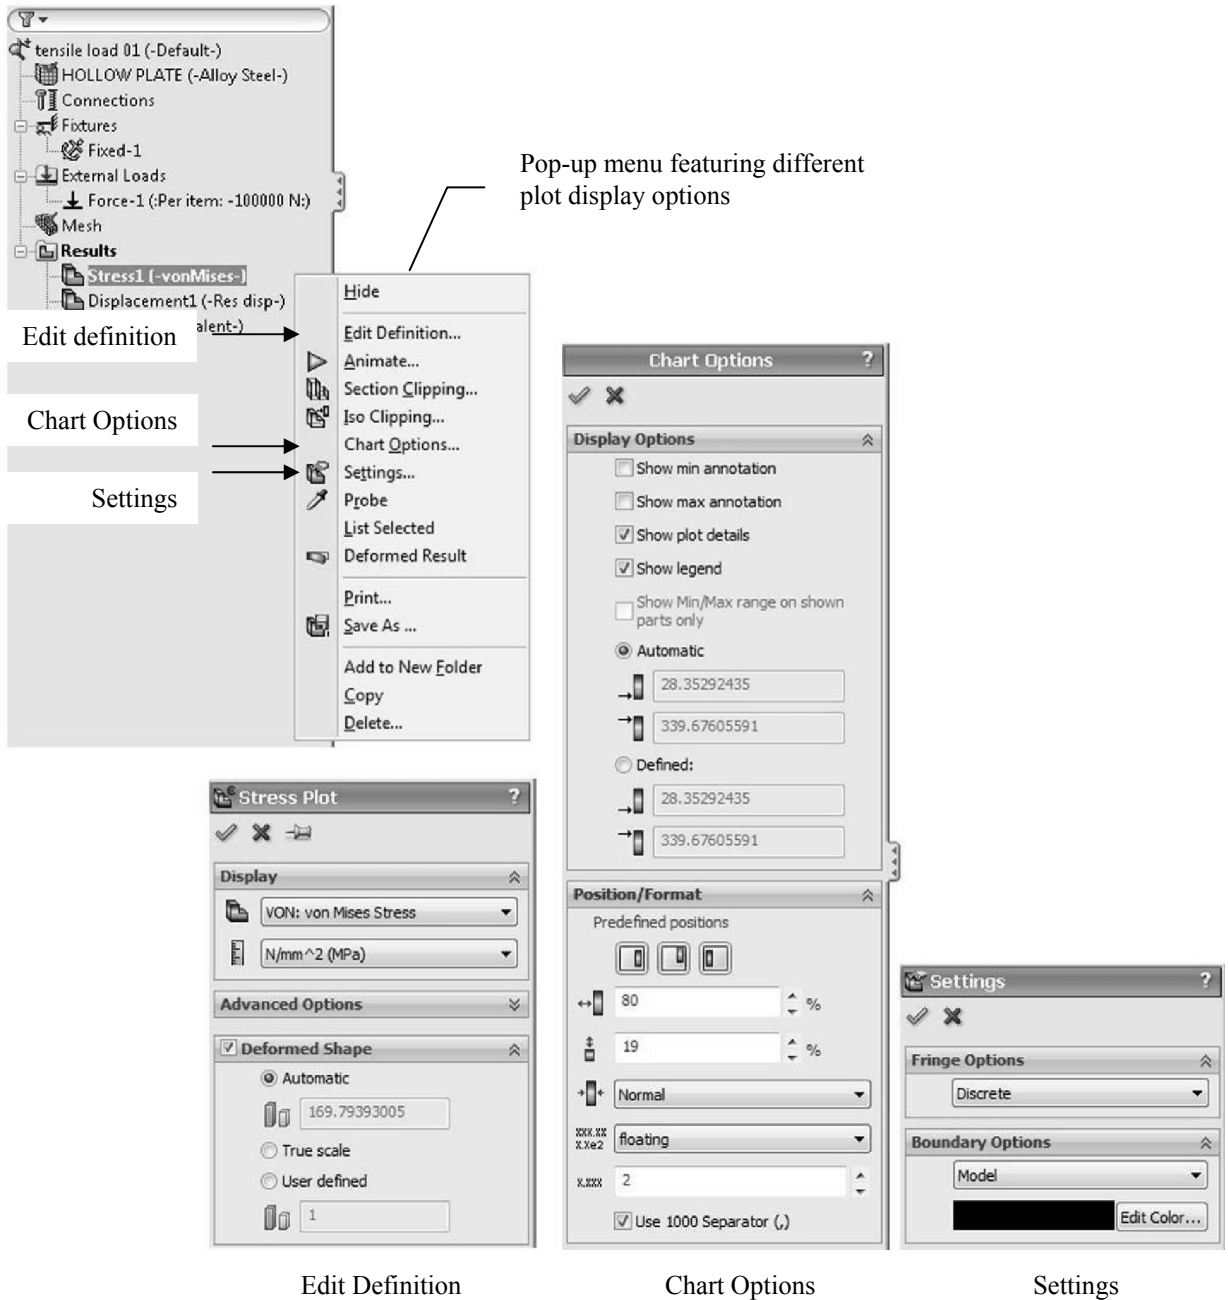 tensile load 01 (-Default-)
HOLLOW PLATE (-Alloy Steel-)
Connections
Fixtures
Fixed-1
External Loads
Force-1 (:Per item: -100000 N:)
Mesh
Results
Stress1 (-vonMises-)
Displacement1 (-Res disp-)
alent-)
Pop-up menu featuring different
plot display options
Edit definition
Chart Options
Settings
Hide
Edit Definition...
Animate...
Section Clipping...
Iso Clipping...
Chart Options...
Settings...
Probe
List Selected
Deformed Result
Print...
Save As ...
Add to New Folder
Copy
Delete...
Stress Plot ?
Display
VON: von Mises Stress
N/mm^2 (MPa)
Advanced Options
Deformed Shape
Automatic
169.79393005
True scale
User defined
1
Edit Definition
Chart Options ?
Display Options
Show min annotation
Show max annotation
Show plot details
Show legend
Show Min/Max range on shown
parts only
Automatic
28.35292435
339.67605591
Defined:
28.35292435
339.67605591
Position/Format
Predefined positions
80 %
19 %
Normal
xxx.xx
x.xe2
floating
x.xxx 2
Use 1000 Separator (,)
Chart Options
Settings ?
Fringe Options
Discrete
Boundary Options
Model
Edit Color...
Settings